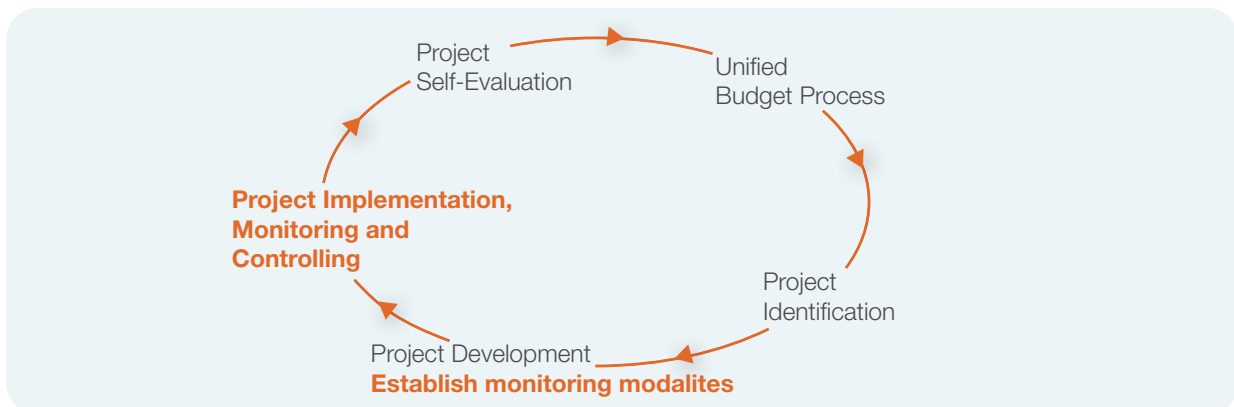 Project
Self-Evaluation
Unified
Budget Process
Project Implementation,
Monitoring and
Controlling
Project
Identification
Project Development
Establish monitoring modalites